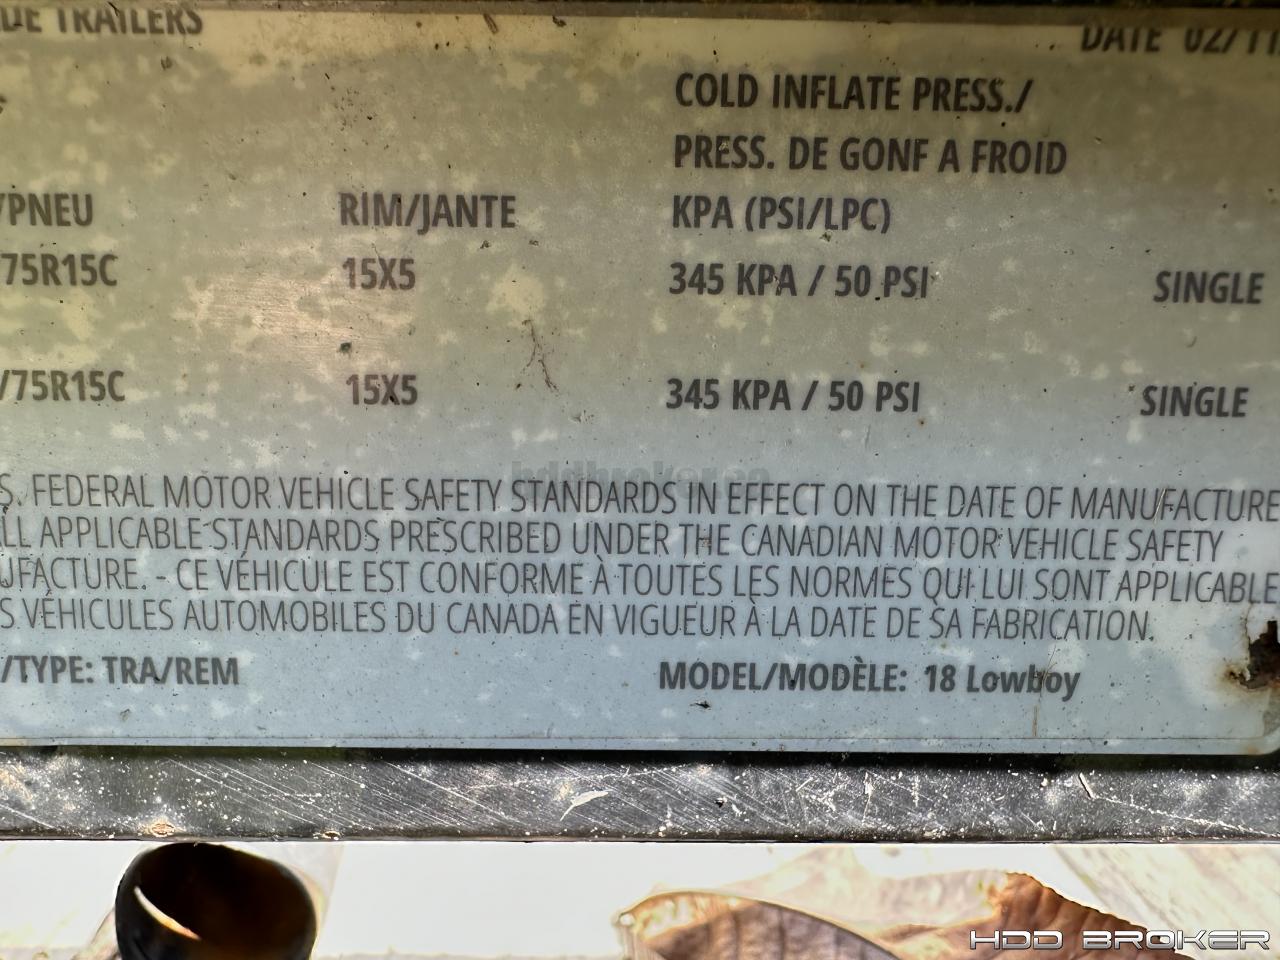 DE TRAILERS DATE 02/11
COLD INFLATE PRESS./
PRESS. DE GONF A FROID
/PNEU RIM/JANTE KPA (PSI/LPC)
75R15C 15X5 345 KPA / 50 PSI SINGLE
/75R15C 15X5 345 KPA / 50 PSI SINGLE
hddbroker.ca
S. FEDERAL MOTOR VEHICLE SAFETY STANDARDS IN EFFECT ON THE DATE OF MANUFACTURE
LL APPLICABLE STANDARDS PRESCRIBED UNDER THE CANADIAN MOTOR VEHICLE SAFETY
UFACTURE. - CE VÉHICULE EST CONFORME À TOUTES LES NORMES QUI LUI SONT APPLICABLE
S VÉHICULES AUTOMOBILES DU CANADA EN VIGUEUR À LA DATE DE SA FABRICATION.
/TYPE: TRA/REM MODEL/MODÈLE: 18 Lowboy
HDD BROKER